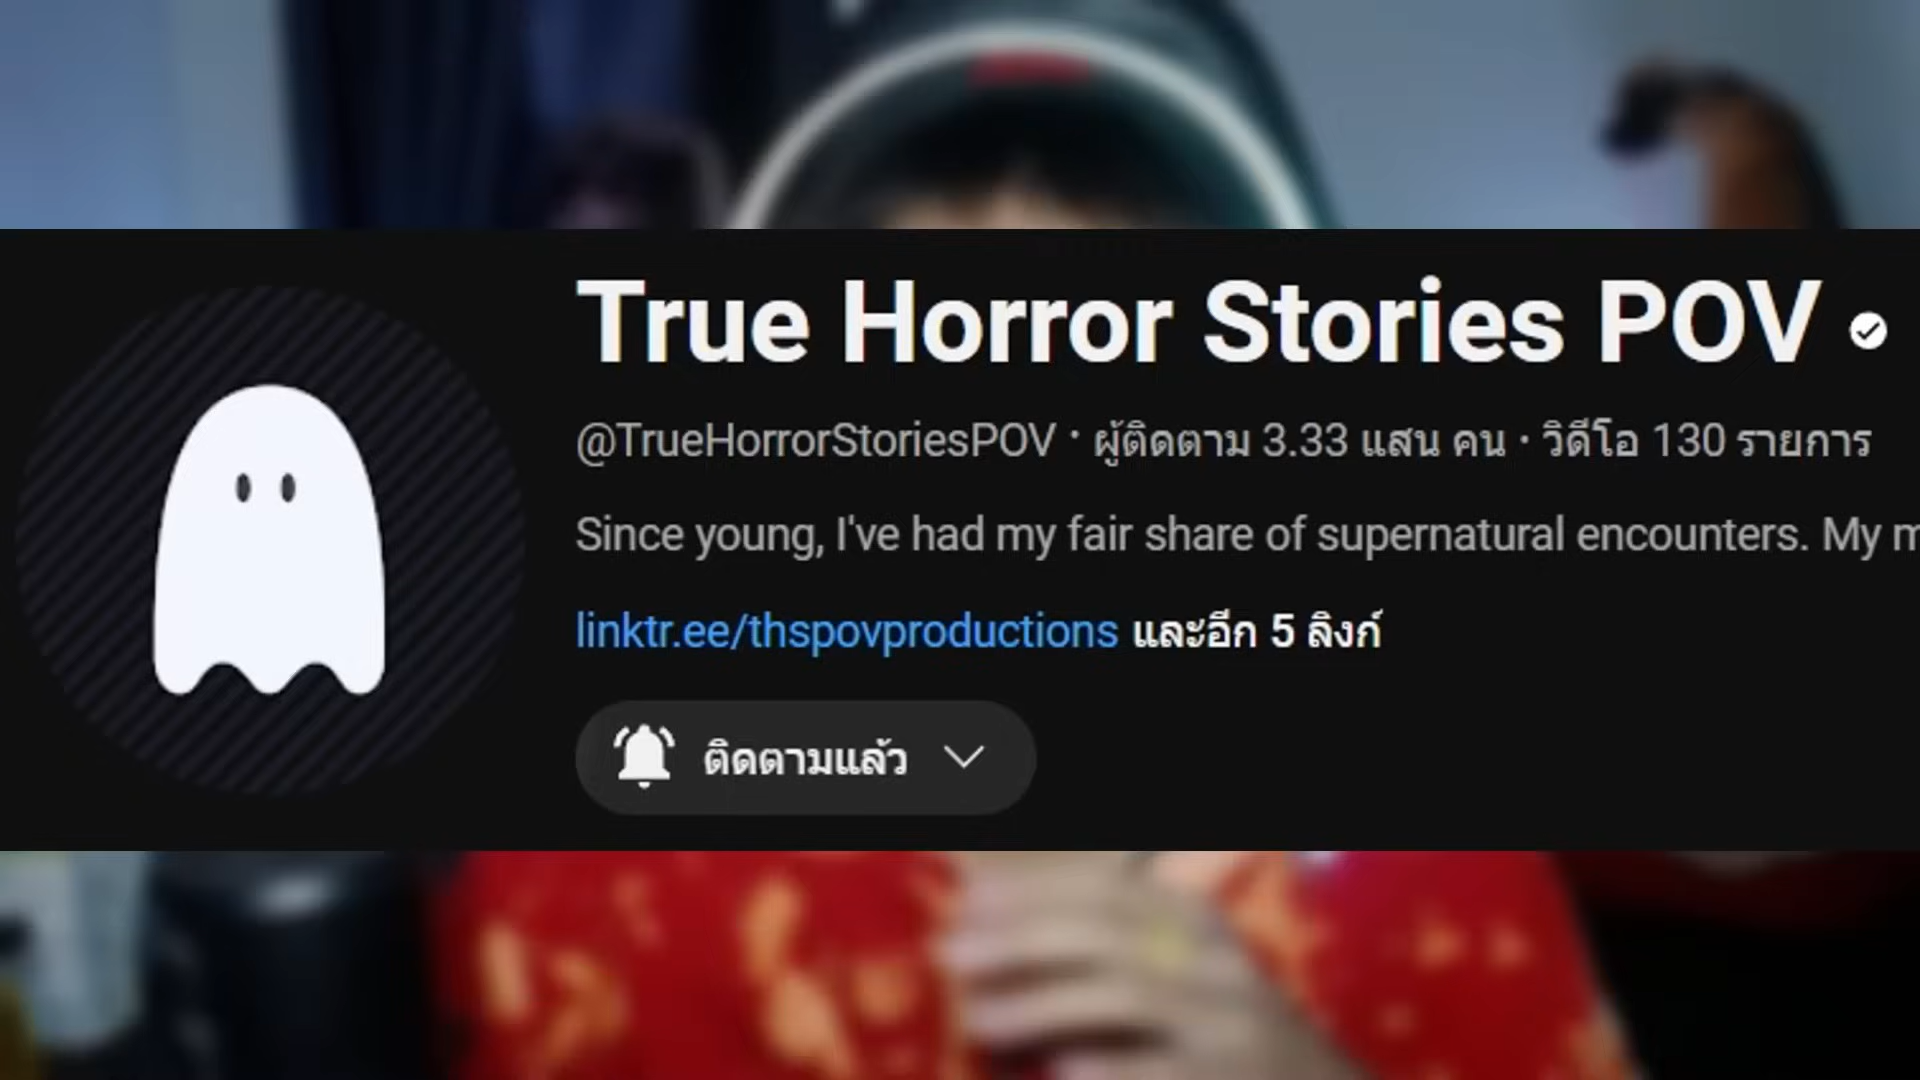 True Horror Stories POV
@TrueHorrorStoriesPOV · ผู้ติดตาม 3.33 แสน คน · วิดีโอ 130 รายการ
Since young, I've had my fair share of supernatural encounters. My
linktr.ee/thspovproductions และอีก 5 ลิงก์
ติดตามแล้ว